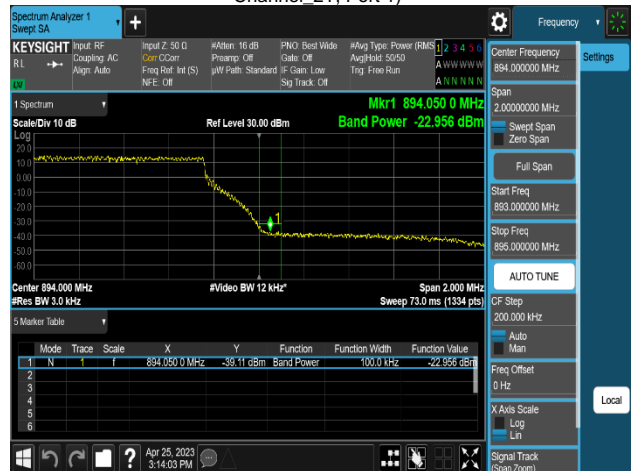 Channel_21, Port 1)
Spectrum Analyzer 1
Swept SA
Frequency
KEYSIGHT
RL
Input: RF
Coupling: AC
Align: Auto
Input Z: 50 Ω
Corr CCorr
Freq Ref: Int (S)
NFE: Off
#Atten: 16 dB
Preamp: Off
µW Path: Standard
PNO: Best Wide
Gate: Off
IF Gain: Low
Sig Track: Off
#Avg Type: Power (RMS
Avg|Hold: 50/50
Trig: Free Run
1 2 3 4 5 6
A W W W W W
A N N N N N
LV
1 Spectrum
Scale/Div 10 dB
Ref Level 30.00 dBm
Mkr1 894.050 0 MHz
Band Power -22.956 dBm
Log
20.0
10.0
0.00
-10.0
-20.0
-30.0
-40.0
-50.0
-60.0
1
Center 894.000 MHz
#Res BW 3.0 kHz
#Video BW 12 kHz*
Span 2.000 MHz
Sweep 73.0 ms (1334 pts)
5 Marker Table
Mode Trace Scale X Y Function Function Width Function Value
1 N 1 f 894.050 0 MHz -39.11 dBm Band Power 100.0 kHz -22.956 dBm
2
3
4
5
6
Apr 25, 2023
3:14:03 PM
Center Frequency
894.000000 MHz
Settings
Span
2.00000000 MHz
Swept Span
Zero Span
Full Span
Start Freq
893.000000 MHz
Stop Freq
895.000000 MHz
AUTO TUNE
CF Step
200.000 kHz
Auto
Man
Freq Offset
0 Hz
Local
X Axis Scale
Log
Lin
Signal Track
(Span Zoom)